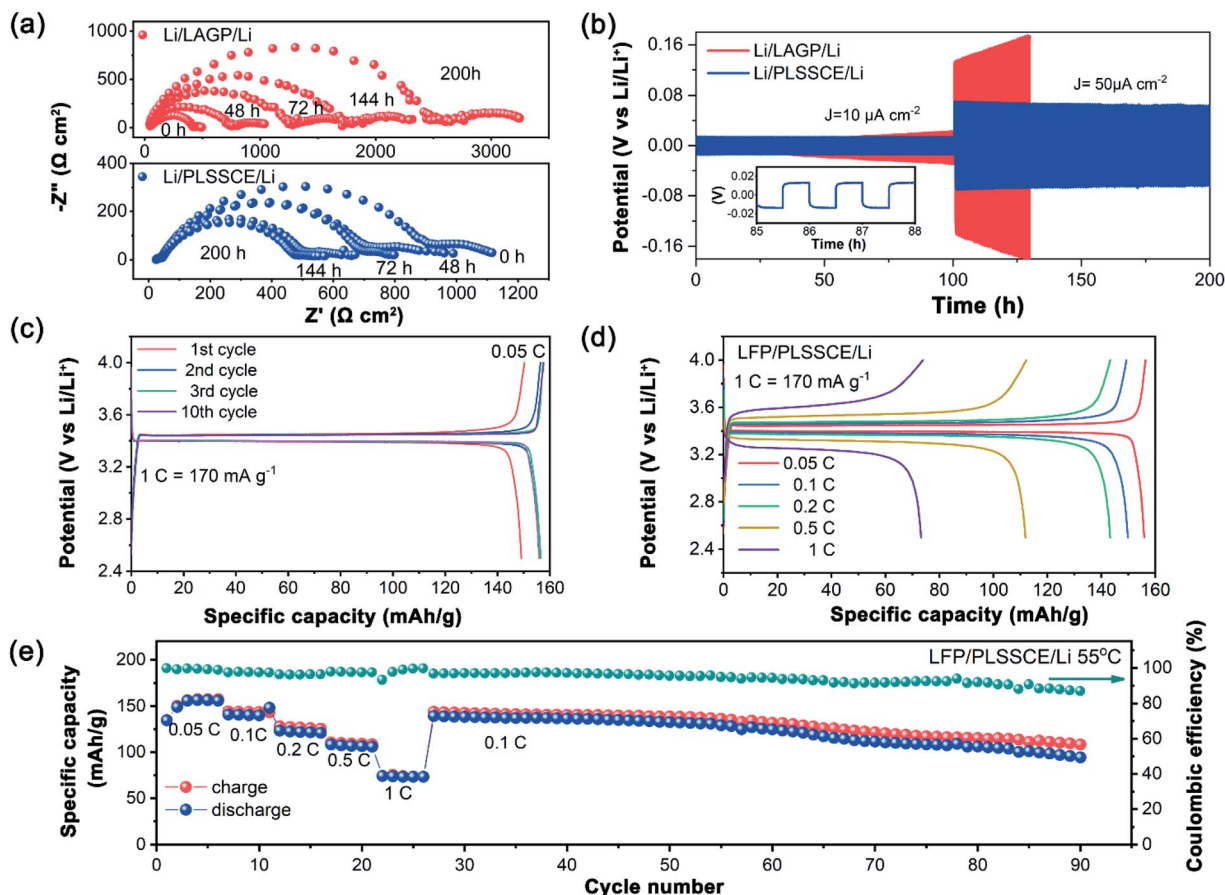 (a)
1000
Li/LAGP/Li
500
200h
48 h
72 h
144 h
0
0 h
0
1000
2000
3000
-Z" (Ω cm²)
400
Li/PLSSCE/Li
300
200
100
200 h
0
144 h
72 h
48 h
0 h
0
200
400
600
800
1000
1200
Z' (Ω cm²)
(b)
Potential (V vs Li/Li⁺)
0.16
0.08
0.00
-0.08
-0.16
Li/LAGP/Li
Li/PLSSCE/Li
J=10 μA cm⁻²
J= 50μA cm⁻²
(V)
0.02
0.00
-0.02
85
86
87
88
Time (h)
0
50
100
150
200
Time (h)
(c)
Potential (V vs Li/Li⁺)
4.0
3.6
3.2
2.8
2.4
1st cycle
2nd cycle
3rd cycle
10th cycle
0.05 C
1 C = 170 mA g⁻¹
0
20
40
60
80
100
120
140
160
Specific capacity (mAh/g)
(d)
Potential (V vs Li/Li⁺)
4.0
3.6
3.2
2.8
2.4
LFP/PLSSCE/Li
1 C = 170 mA g⁻¹
0.05 C
0.1 C
0.2 C
0.5 C
1 C
0
20
40
60
80
100
120
140
160
Specific capacity (mAh/g)
(e)
Specific capacity
(mAh/g)
200
150
100
50
0
LFP/PLSSCE/Li 55°C
0.05 C
0.1C
0.2 C
0.5 C
1 C
0.1 C
charge
discharge
100
80
60
40
20
0
Coulombic efficiency (%)
0
10
20
30
40
50
60
70
80
90
Cycle number